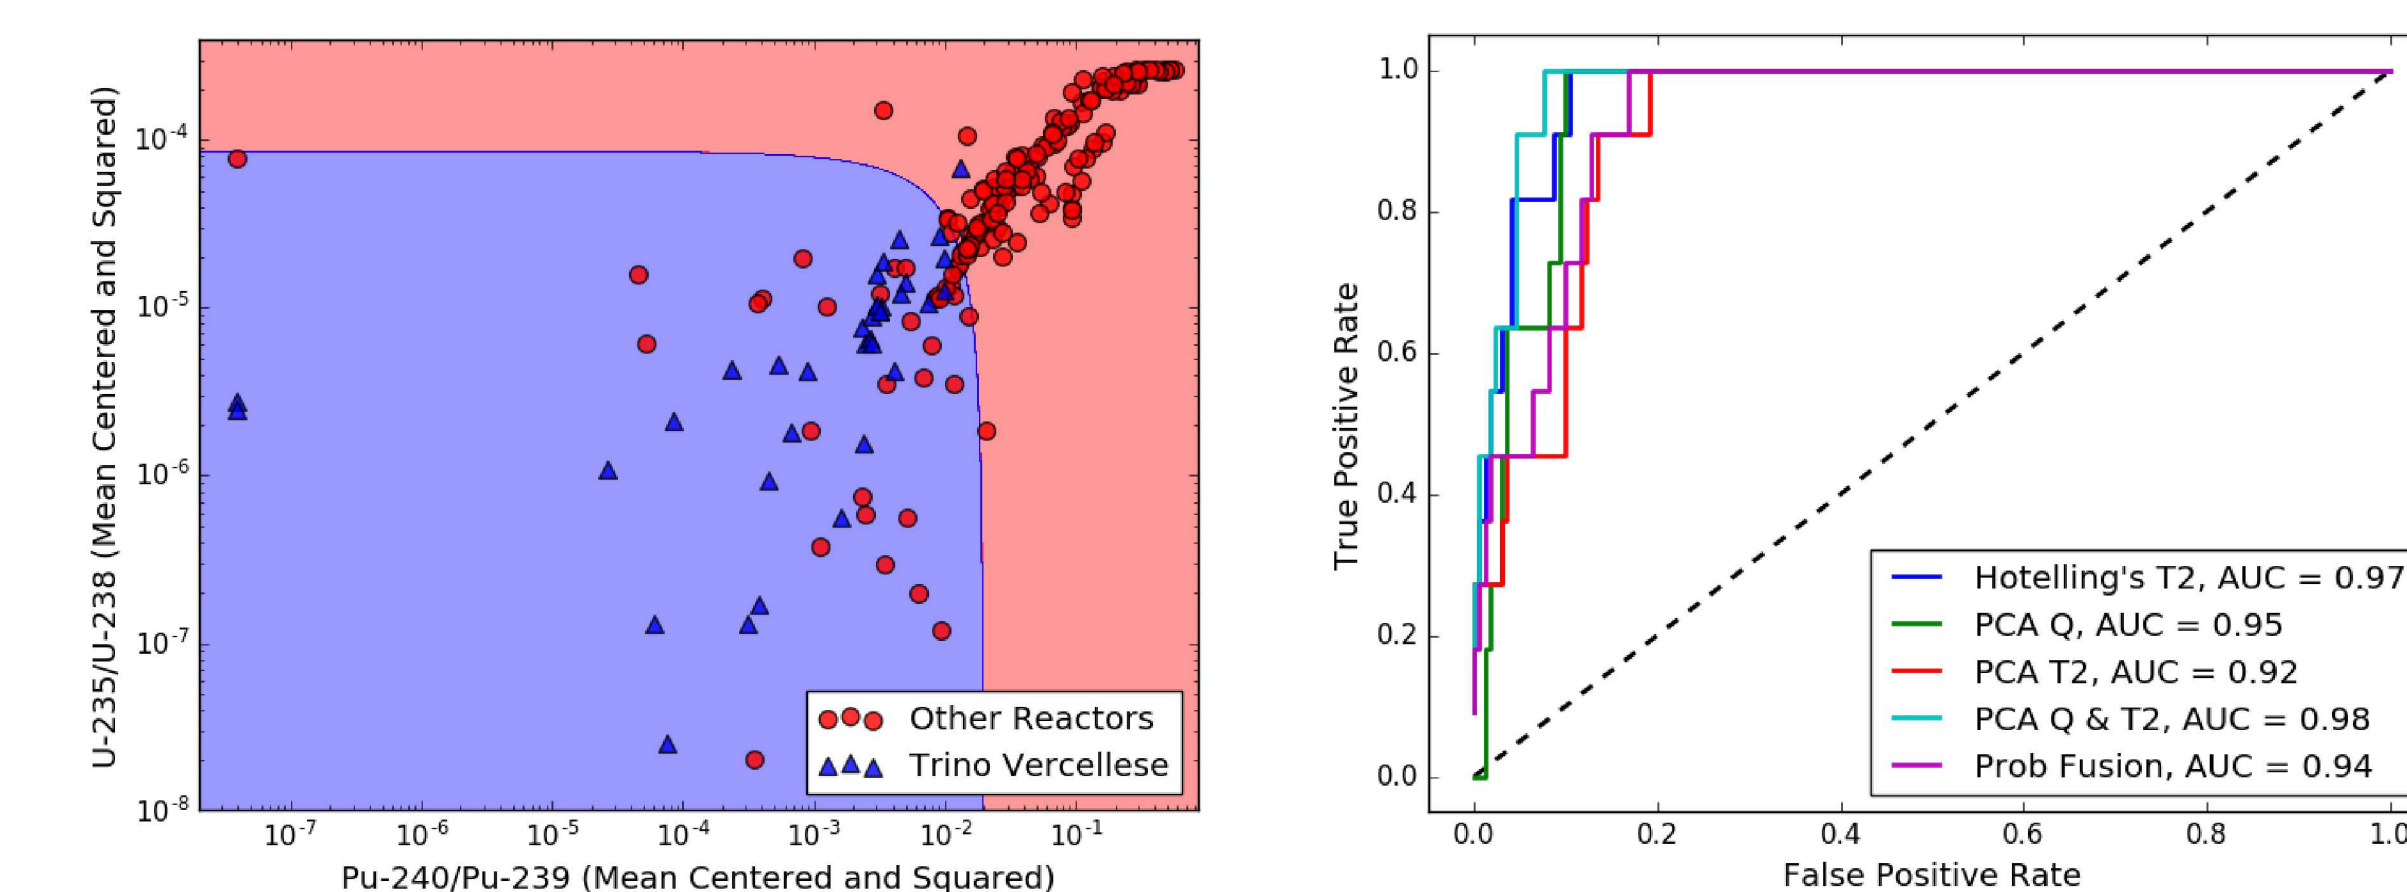 U-235/U-238 (Mean Centered and Squared)
10-4
10-5
10-6
10-7
10-8
10-7
10-6
10-5
10-4
10-3
10-2
10-1
Pu-240/Pu-239 (Mean Centered and Squared)
Other Reactors
Trino Vercellese
True Positive Rate
1.0
0.8
0.6
0.4
0.2
0.0
0.0
0.2
0.4
0.6
0.8
1.0
False Positive Rate
Hotelling's T2, AUC = 0.97
PCA Q, AUC = 0.95
PCA T2, AUC = 0.92
PCA Q & T2, AUC = 0.98
Prob Fusion, AUC = 0.94